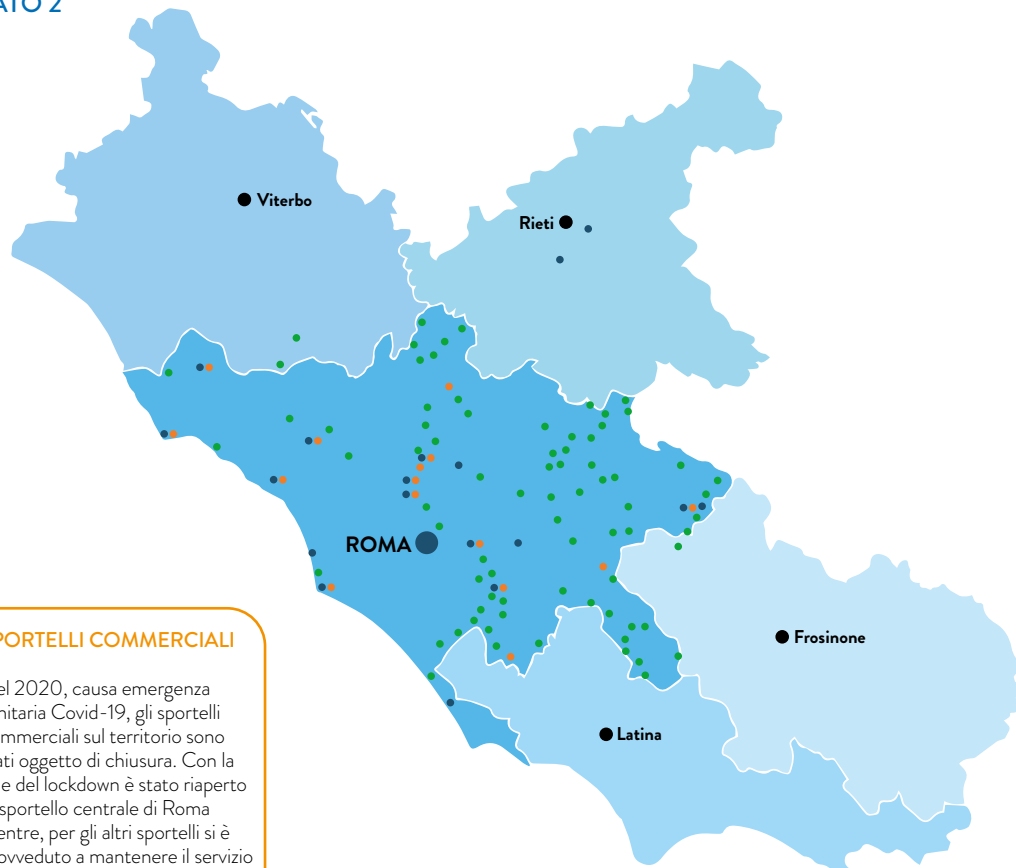 ATO 2
Viterbo
Rieti
ROMA
Frosinone
Latina
PORTELLI COMMERCIALI
el 2020, causa emergenza
nitaria Covid-19, gli sportelli
mmerciali sul territorio sono
ati oggetto di chiusura. Con la
e del lockdown è stato riaperto
sportello centrale di Roma
entre, per gli altri sportelli si è
ovveduto a mantenere il servizio